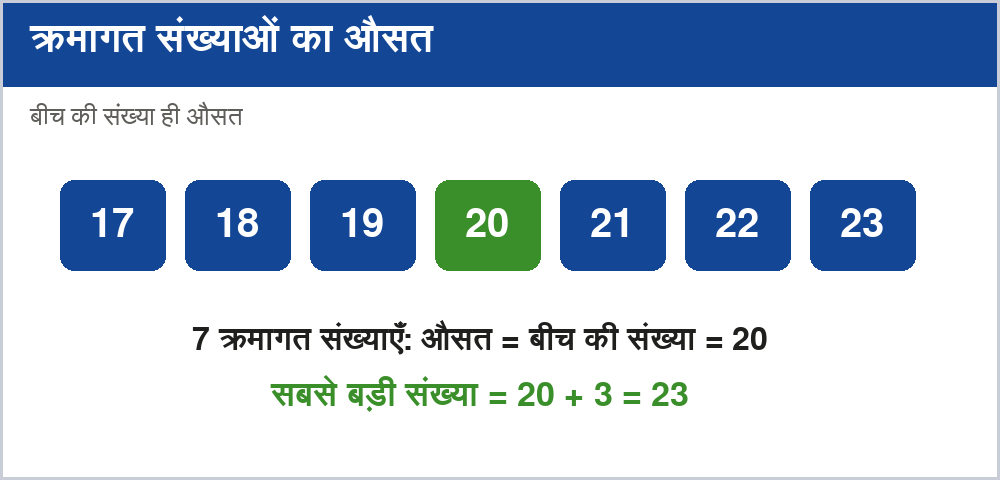 क्रमागत संख्याओं का औसत
बीच की संख्या ही औसत
17 18 19 20 21 22 23
7 क्रमागत संख्याएँ: औसत = बीच की संख्या = 20
सबसे बड़ी संख्या = 20 + 3 = 23